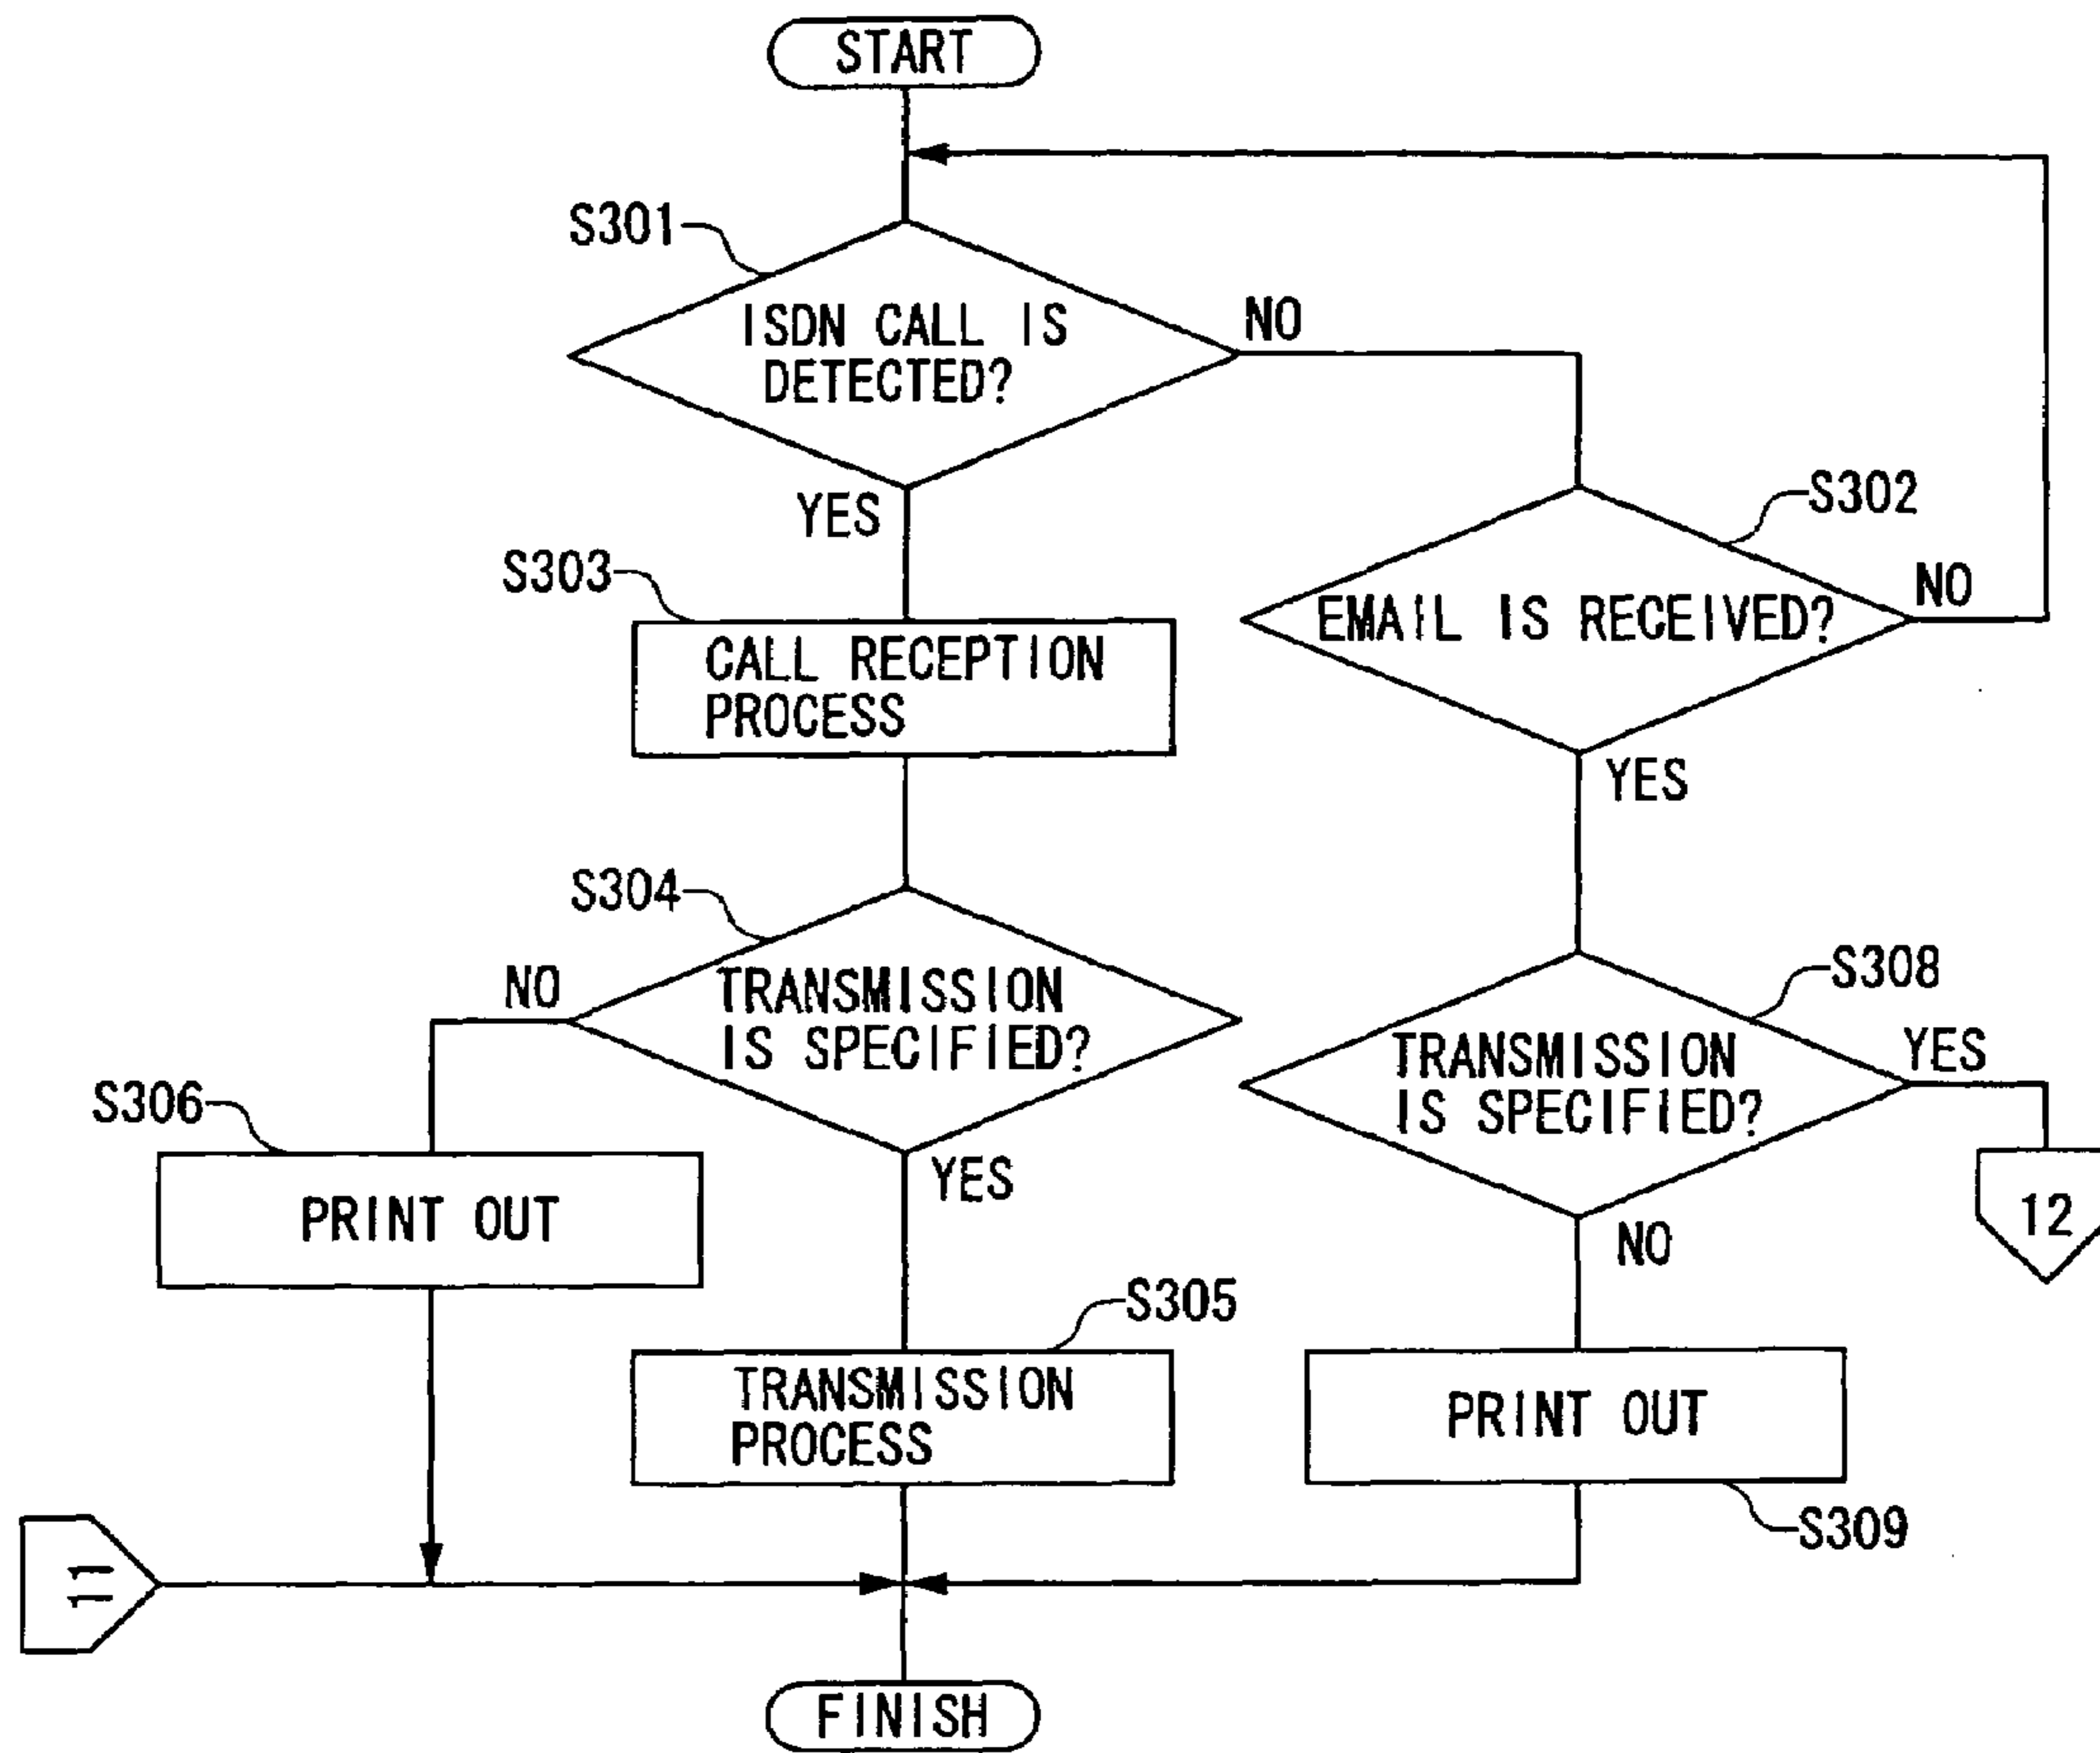 START
S301
ISDN CALL IS
DETECTED?
NO
YES
S302
EMAIL IS RECEIVED?
NO
YES
S303
CALL RECEPTION
PROCESS
S304
TRANSMISSION
IS SPECIFIED?
NO
YES
S308
TRANSMISSION
IS SPECIFIED?
YES
NO
12
S306
PRINT OUT
S305
TRANSMISSION
PROCESS
PRINT OUT
S309
11
FINISH